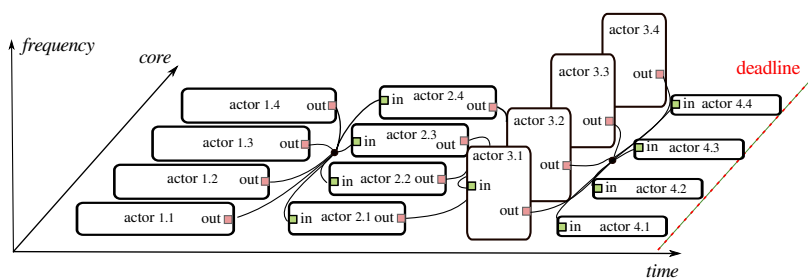 frequency
core
actor 3.4
out
actor 3.3
out
deadline
actor 1.4
out
in
actor 2.4
out
in
actor 4.4
actor 1.3
out
in
actor 2.3
out
actor 3.2
out
in
actor 4.3
actor 1.2
out
in
actor 2.2
out
actor 3.1
in
out
in
actor 4.2
actor 1.1
out
in
actor 2.1
out
in
actor 4.1
time